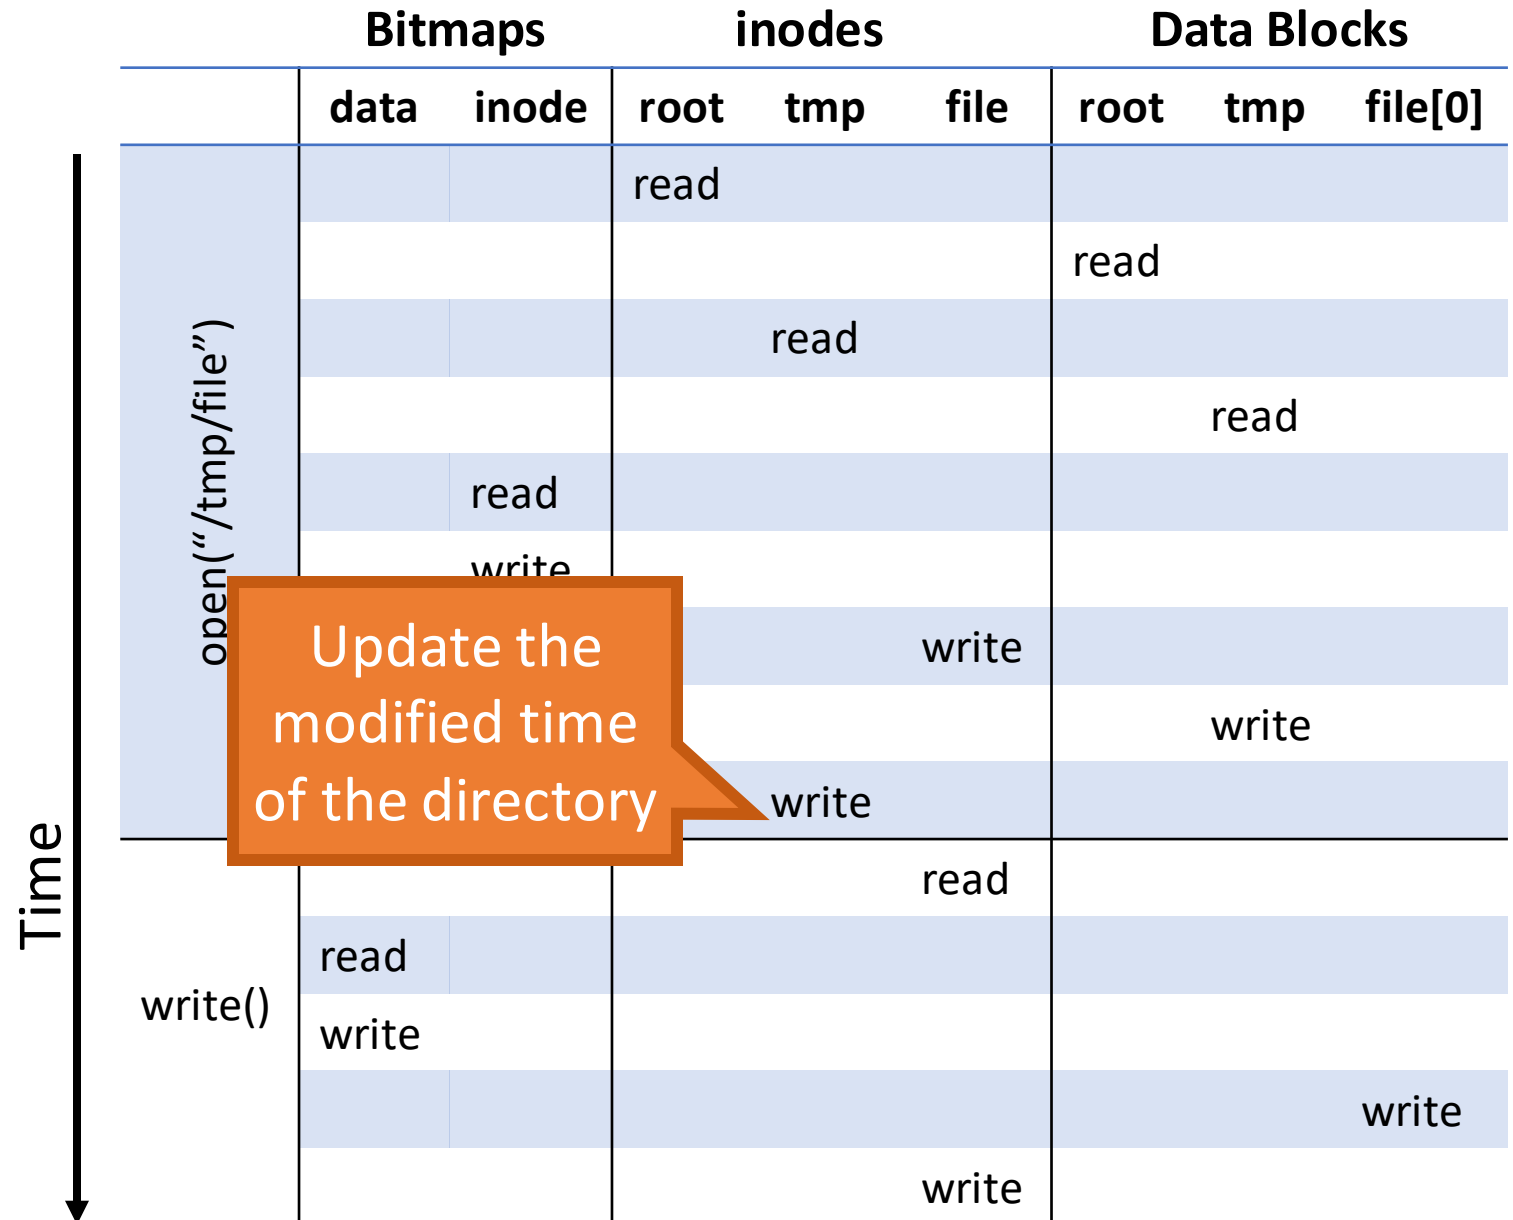 Bitmaps inodes Data Blocks
data inode root tmp file root tmp file[0]
read
read
read
read
read
write
write
write
write
open(“/tmp/file”)
Update the
modified time
of the directory
Time
read
read
write
write()
write
write